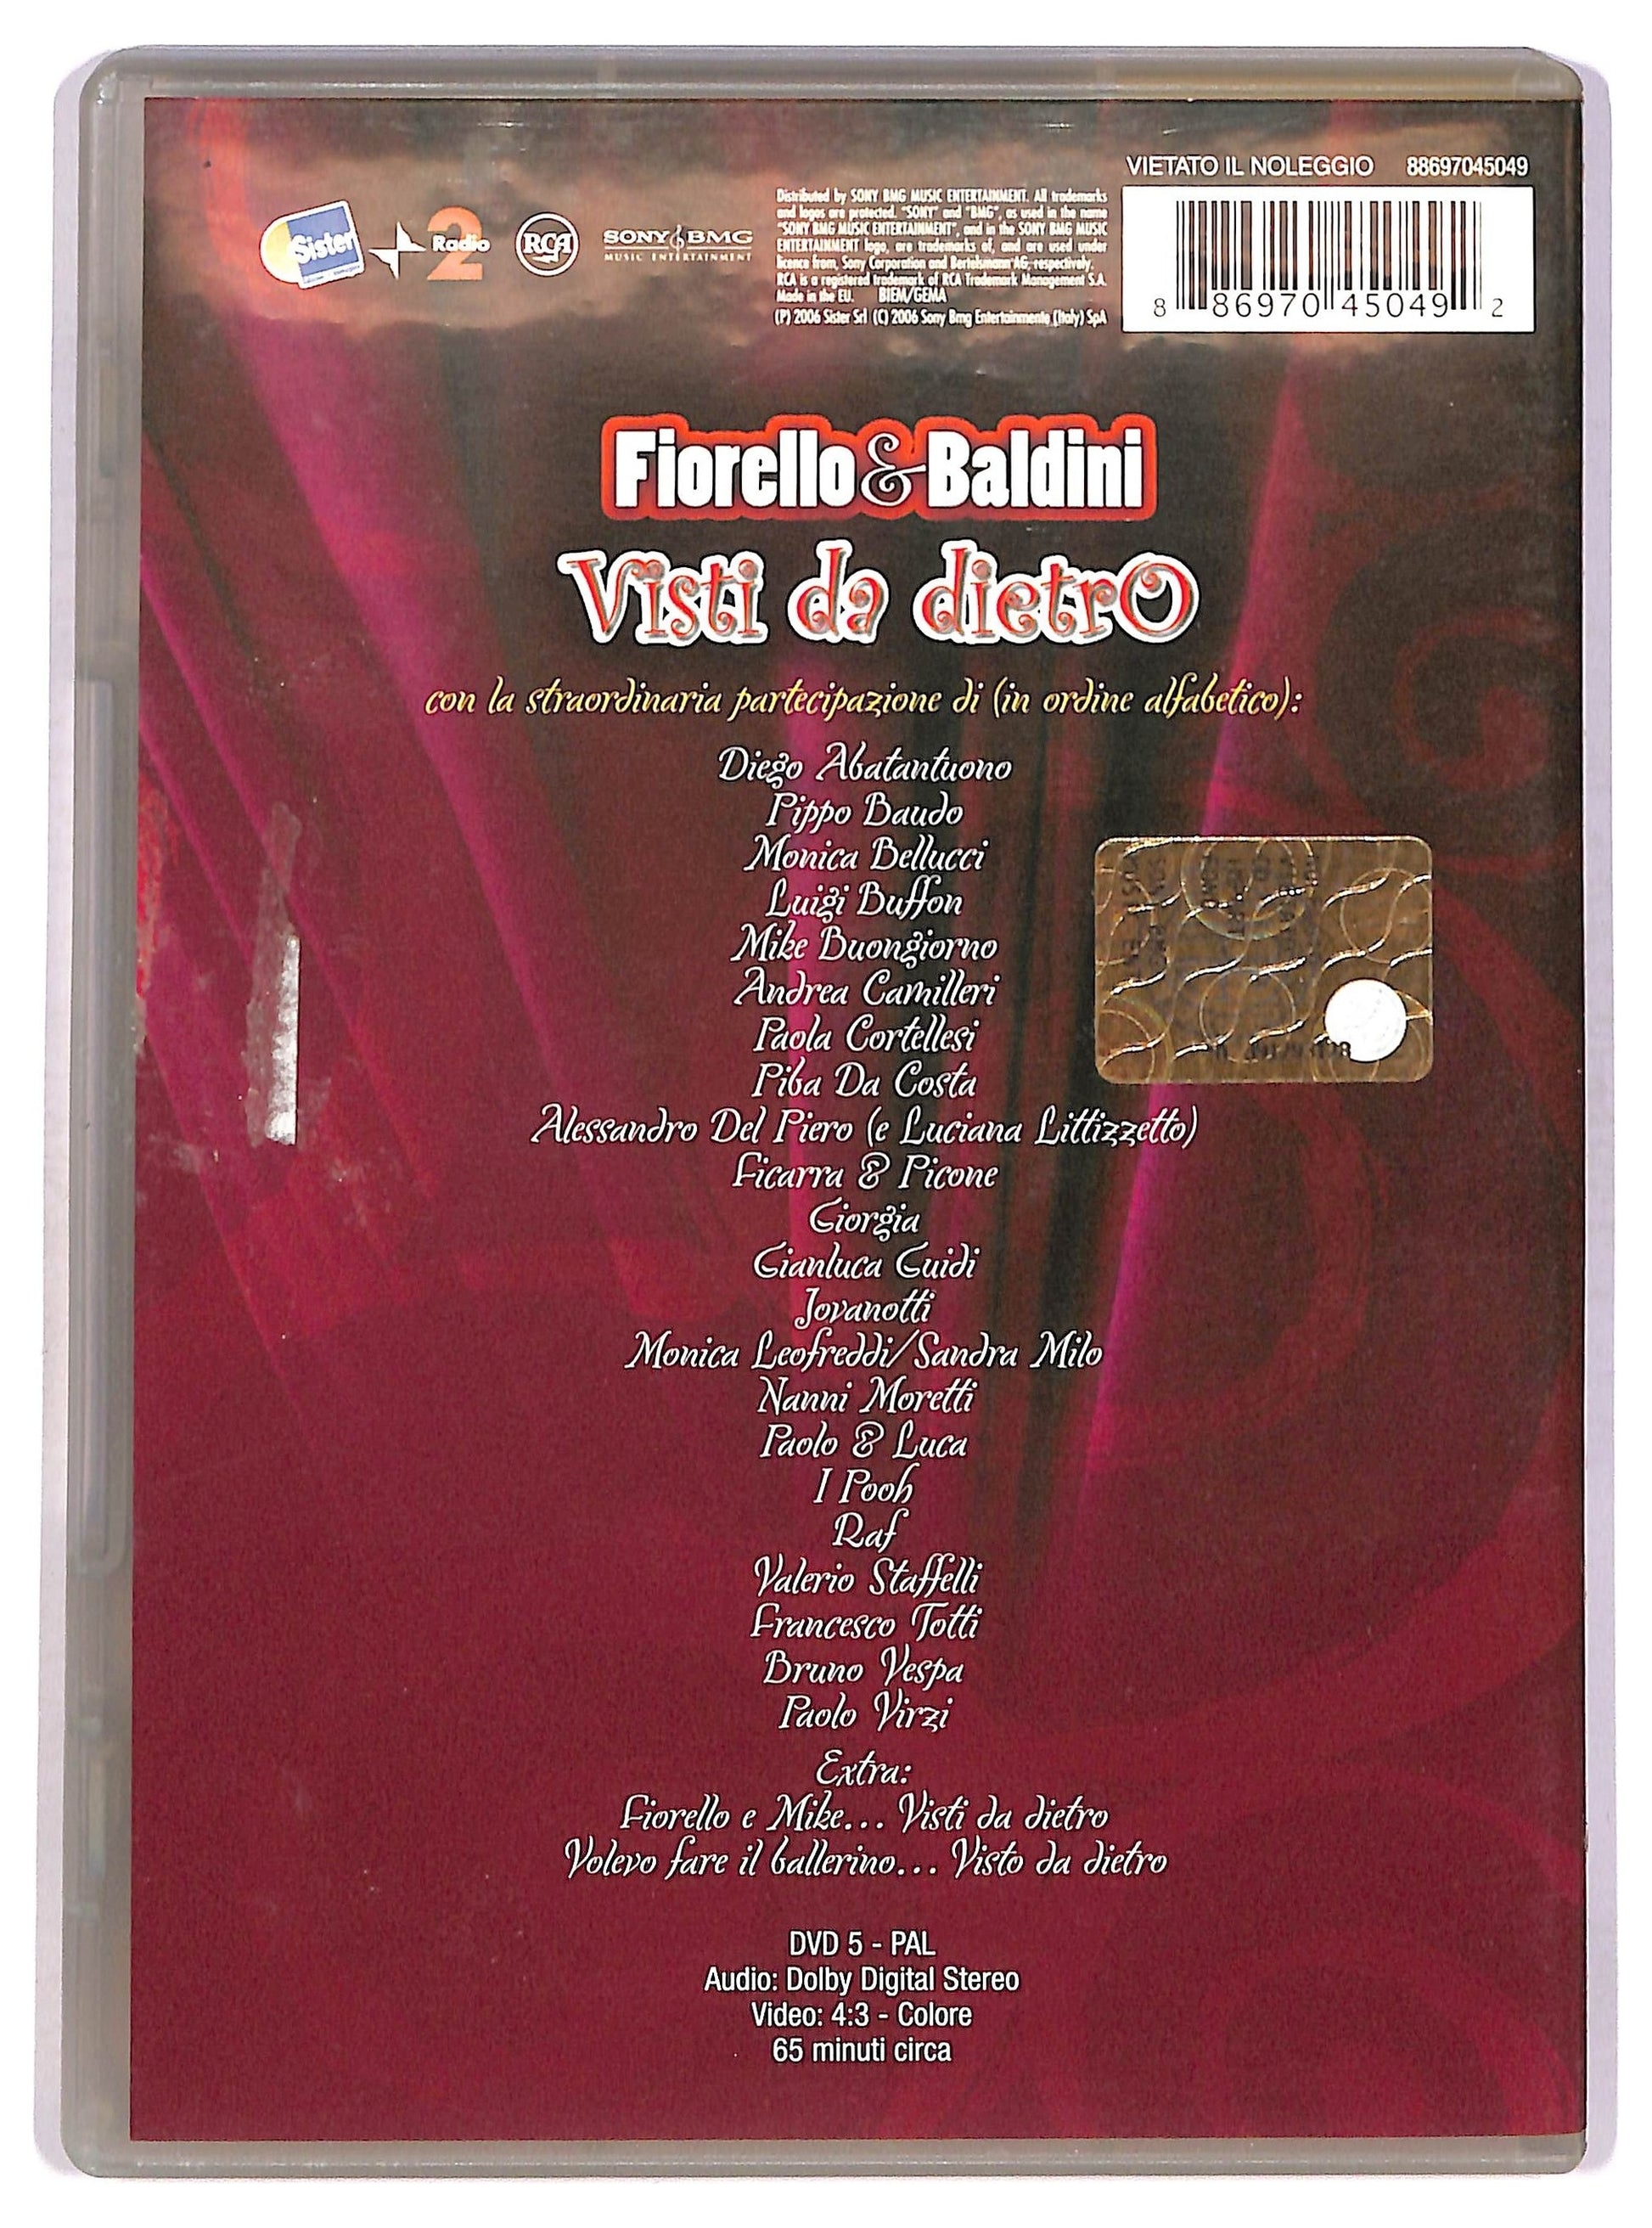 VIETATO IL NOLEGGIO 88697045049
Sister
Radio 2
RCA
SONY BMG
MUSIC ENTERTAINMENT
Distributed by SONY BMG MUSIC ENTERTAINMENT. All trademarks
and logos are protected. "SONY" and "BMG", as used in the name
"SONY BMG MUSIC ENTERTAINMENT", and in the SONY BMG MUSIC
ENTERTAINMENT logo, are trademarks of, and are used under
licence from, Sony Corporation and Bertelsmann AG, respectively.
RCA is a registered trademark of RCA Trademark Management S.A.
Made in the EU. BIEM/GEMA
(P) 2006 Sister Srl (C) 2006 Sony Bmg Entertainmente (Italy) SpA
8 86970 45049 2
Fiorello & Baldini
Visti da dietrO
con la straordinaria partecipazione di (in ordine alfabetico):
Diego Abatantuono
Pippo Baudo
Monica Bellucci
Luigi Buffon
Mike Buongiorno
Andrea Camilleri
Paola Cortellesi
Piba Da Costa
Alessandro Del Piero (e Luciana Littizzetto)
Ficarra & Picone
Giorgia
Gianluca Guidi
Jovanotti
Monica Leofreddi/Sandra Milo
Nanni Moretti
Paolo & Luca
I Pooh
Raf
Valerio Staffelli
Francesco Totti
Bruno Vespa
Paolo Virzi
Extra:
Fiorello e Mike... Visti da dietro
Volevo fare il ballerino... Visto da dietro
DVD 5 - PAL
Audio: Dolby Digital Stereo
Video: 4:3 - Colore
65 minuti circa